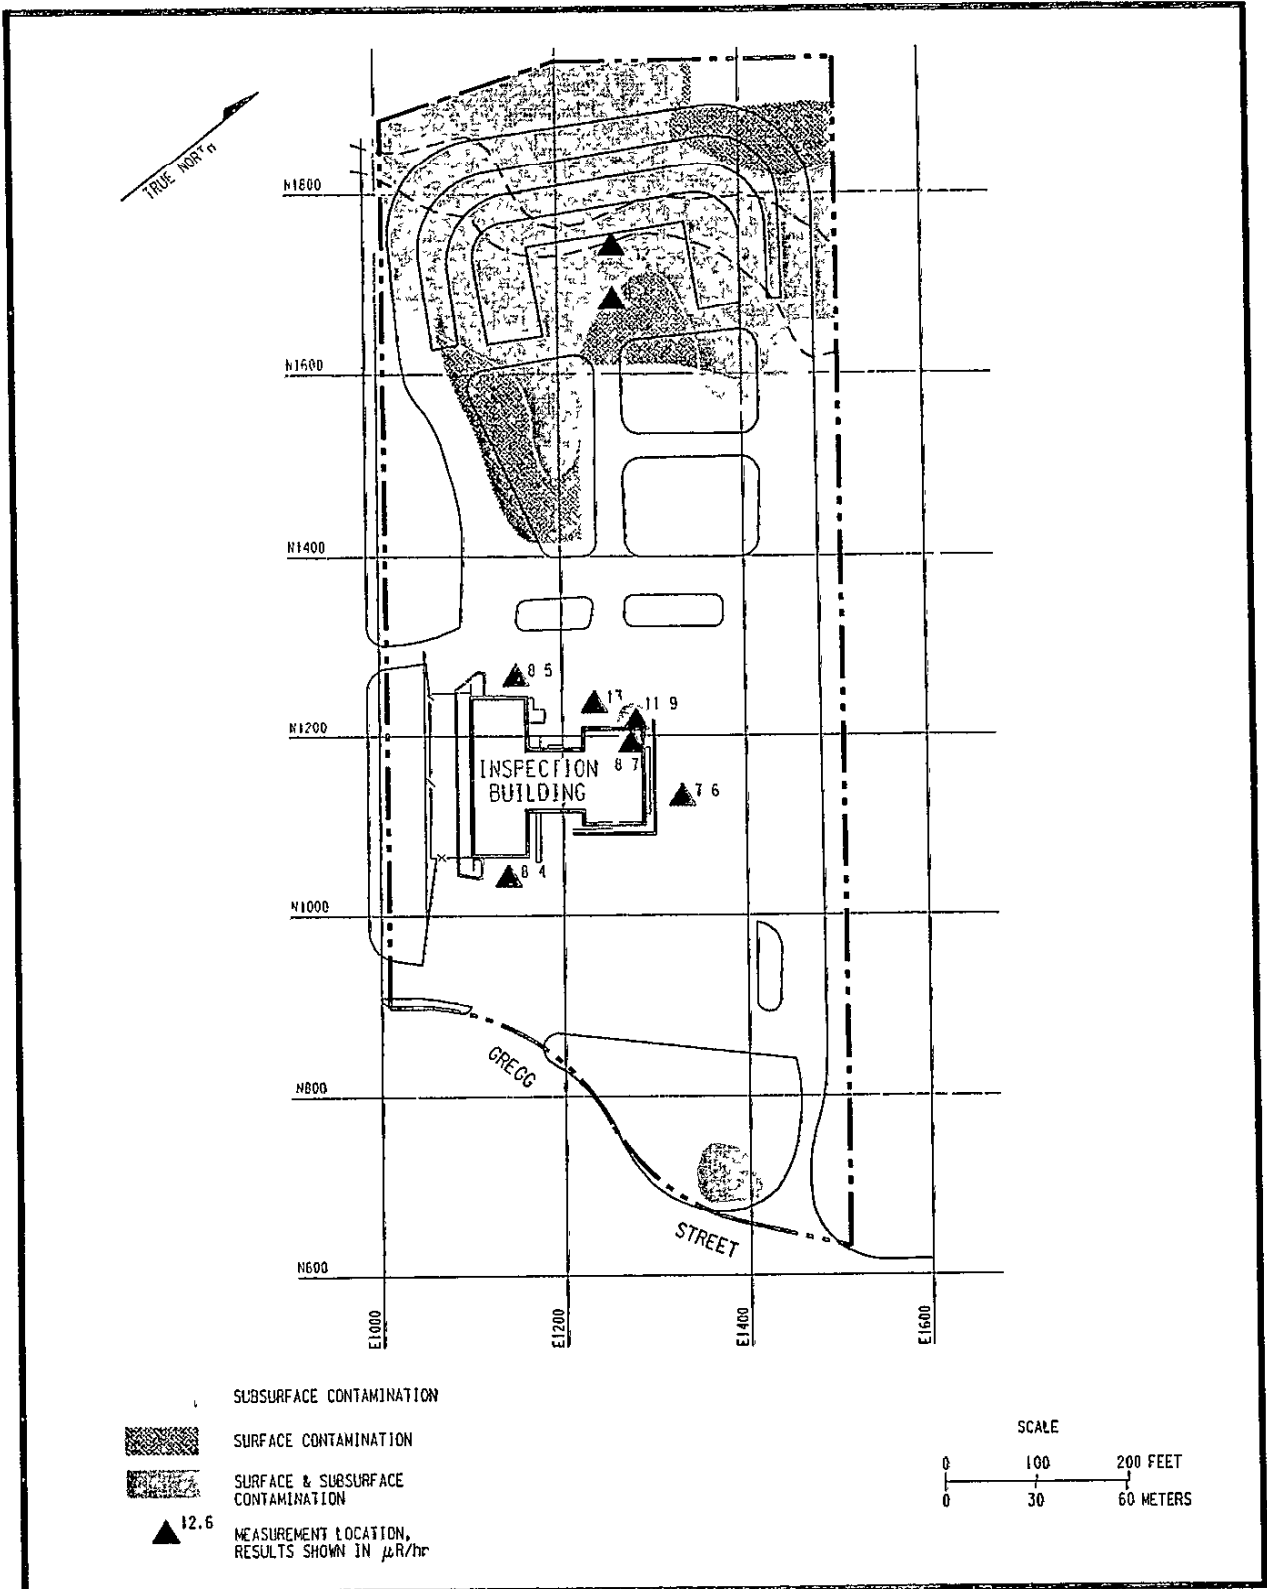 TRUE NORTH
N1800
N1600
N1400
8 5
13
11 9
N1200
8 7
INSPECTION
BUILDING
7 6
8 4
N1000
GREGG
N800
STREET
N600
E1000
E1200
E1400
E1600
SUBSURFACE CONTAMINATION
SURFACE CONTAMINATION
SURFACE & SUBSURFACE
CONTAMINATION
12.6
MEASUREMENT LOCATION,
RESULTS SHOWN IN μR/hr
SCALE
0 100 200 FEET
0 30 60 METERS